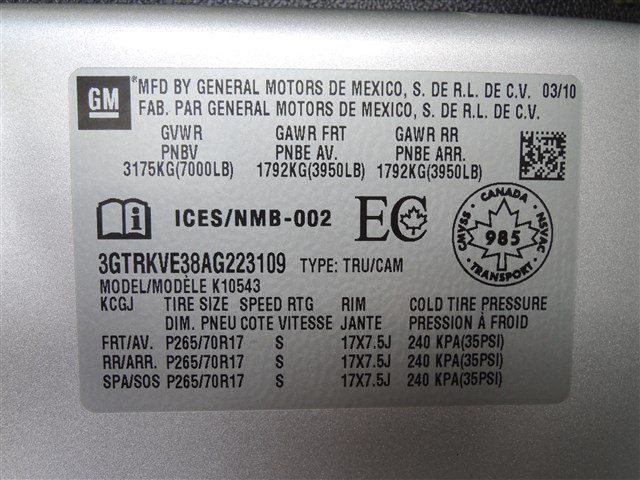 GM
MFD BY GENERAL MOTORS DE MEXICO, S. DE R.L. DE C.V. 03/10
FAB. PAR GENERAL MOTORS DE MEXICO, S. DE R.L. DE C.V.
GVWR GAWR FRT GAWR RR
PNBV PNBE AV. PNBE ARR.
3175KG(7000LB) 1792KG(3950LB) 1792KG(3950LB)
i ICES/NMB-002 EC
CANADA
CMVSS 985 NSVAC
TRANSPORT
3GTRKVE38AG223109 TYPE: TRU/CAM
MODEL/MODÈLE K10543
KCGJ TIRE SIZE SPEED RTG RIM COLD TIRE PRESSURE
DIM. PNEU COTE VITESSE JANTE PRESSION À FROID
FRT/AV. P265/70R17 S 17X7.5J 240 KPA(35PSI)
RR/ARR. P265/70R17 S 17X7.5J 240 KPA(35PSI)
SPA/SOS P265/70R17 S 17X7.5J 240 KPA(35PSI)